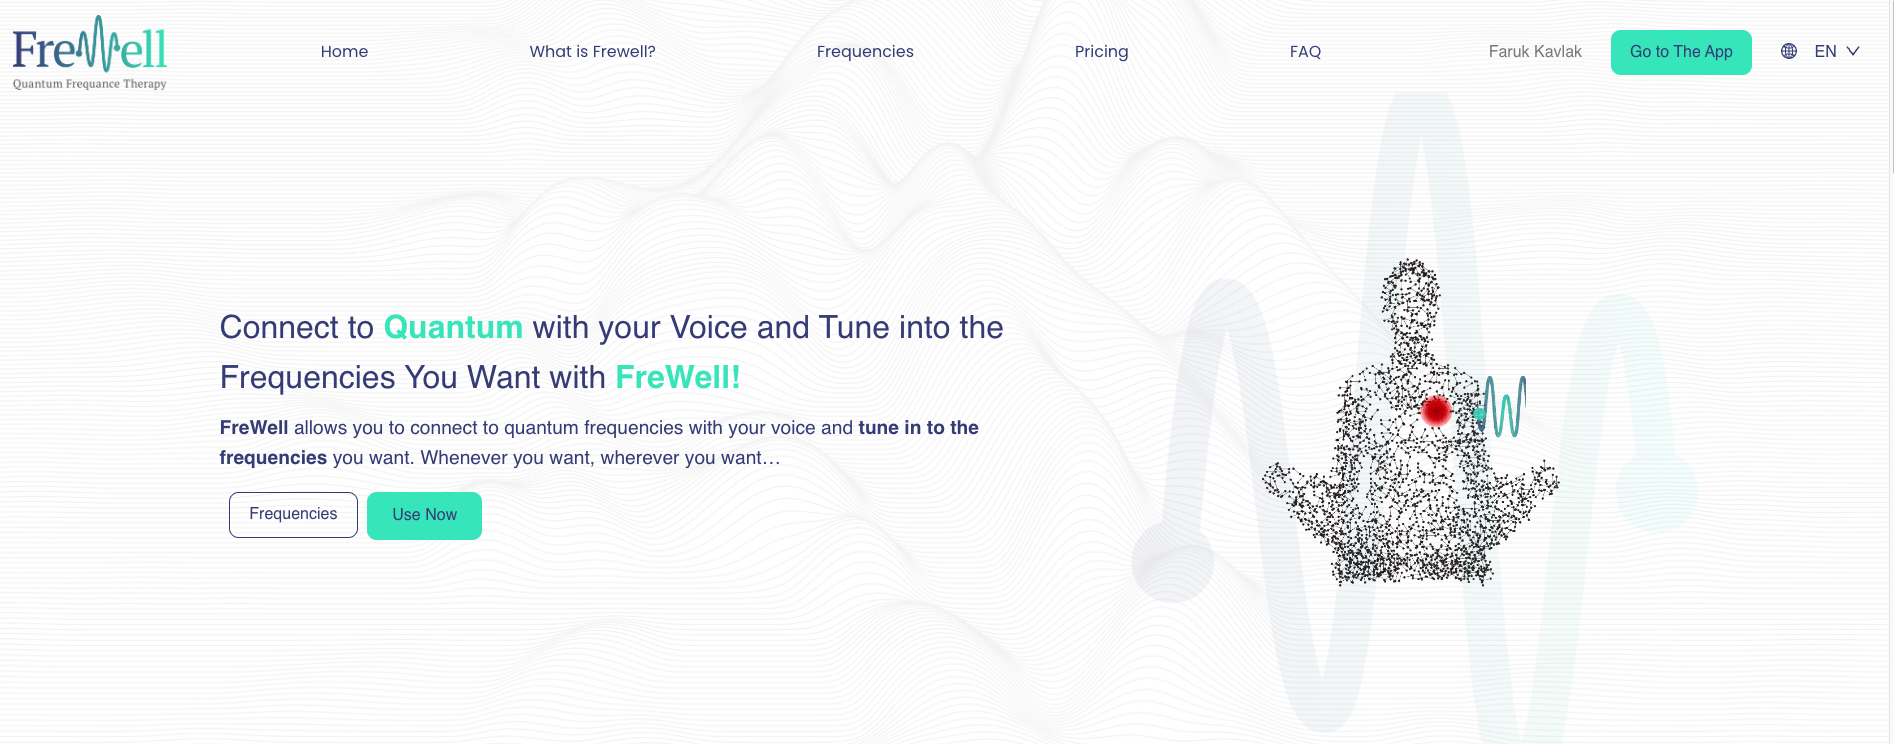 FreWell
Quantum Frequance Therapy
Home
What is Frewell?
Frequencies
Pricing
FAQ
Faruk Kavlak
Go to The App
EN
Connect to Quantum with your Voice and Tune into the
Frequencies You Want with FreWell!
FreWell allows you to connect to quantum frequencies with your voice and tune in to the
frequencies you want. Whenever you want, wherever you want...
Frequencies
Use Now